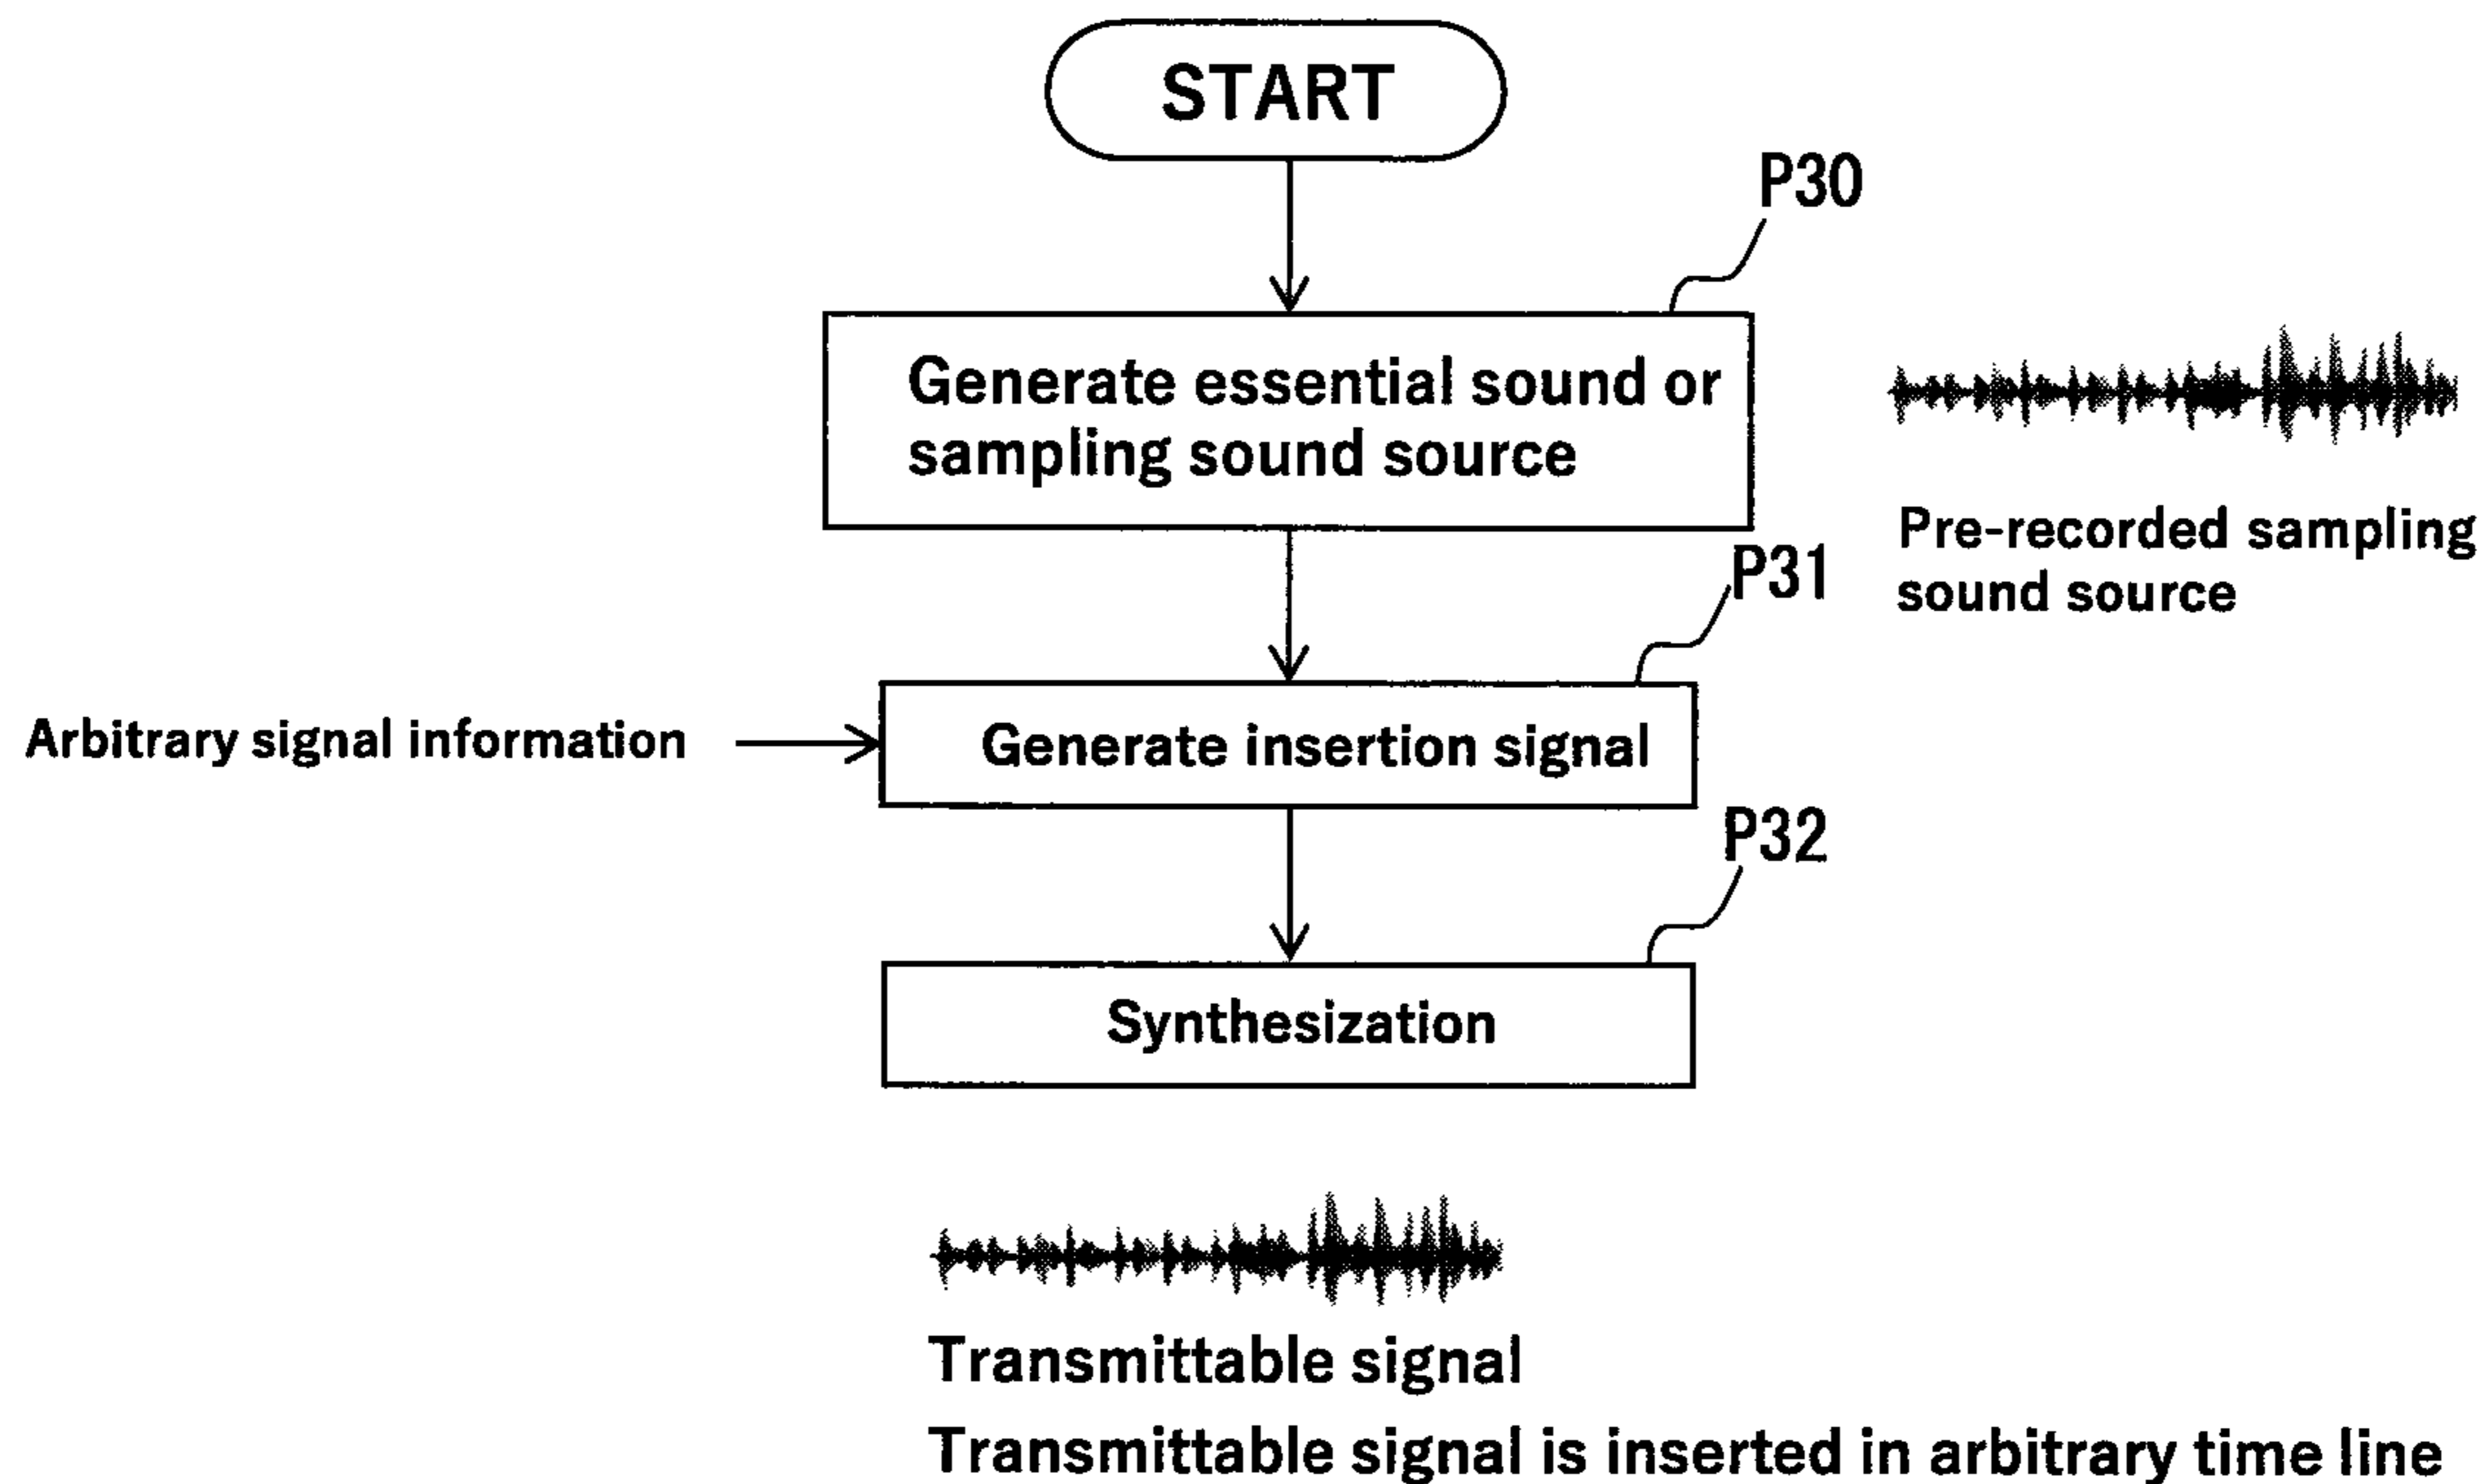 START
P30
Generate essential sound or
sampling sound source
Pre-recorded sampling
sound source
P31
Arbitrary signal information
Generate insertion signal
P32
Synthesization
Transmittable signal
Transmittable signal is inserted in arbitrary time line